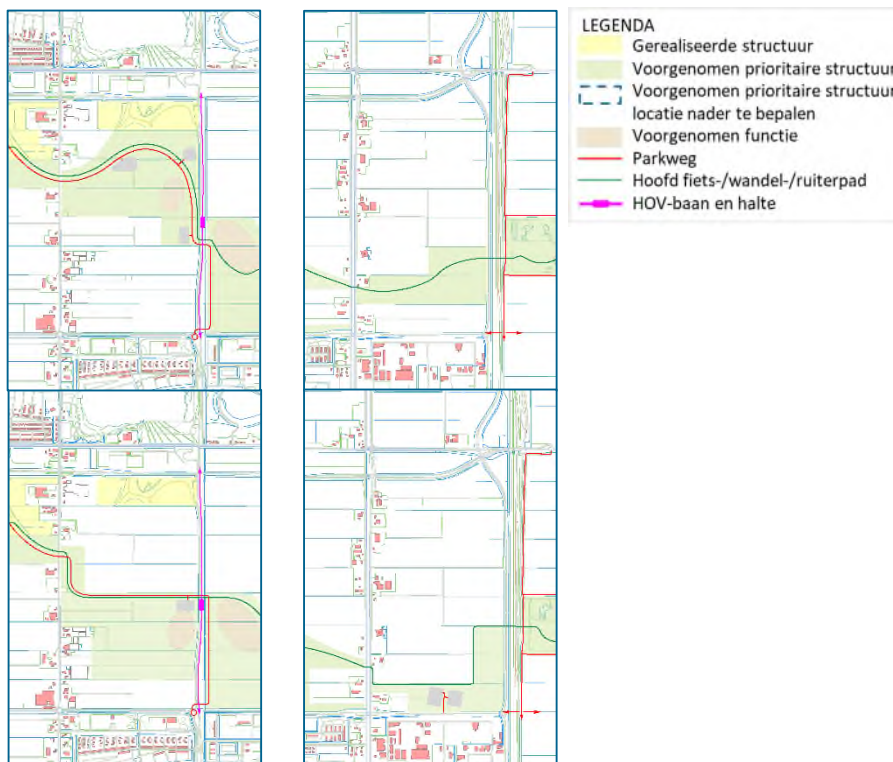 LEGENDA
Gerealiseerde structuur
Voorgenomen prioritaire structuur
Voorgenomen prioritaire structuur
locatie nader te bepalen
Voorgenomen functie
Parkweg
Hoofd fiets-/wandel-/ruiterpad
HOV-baan en halte